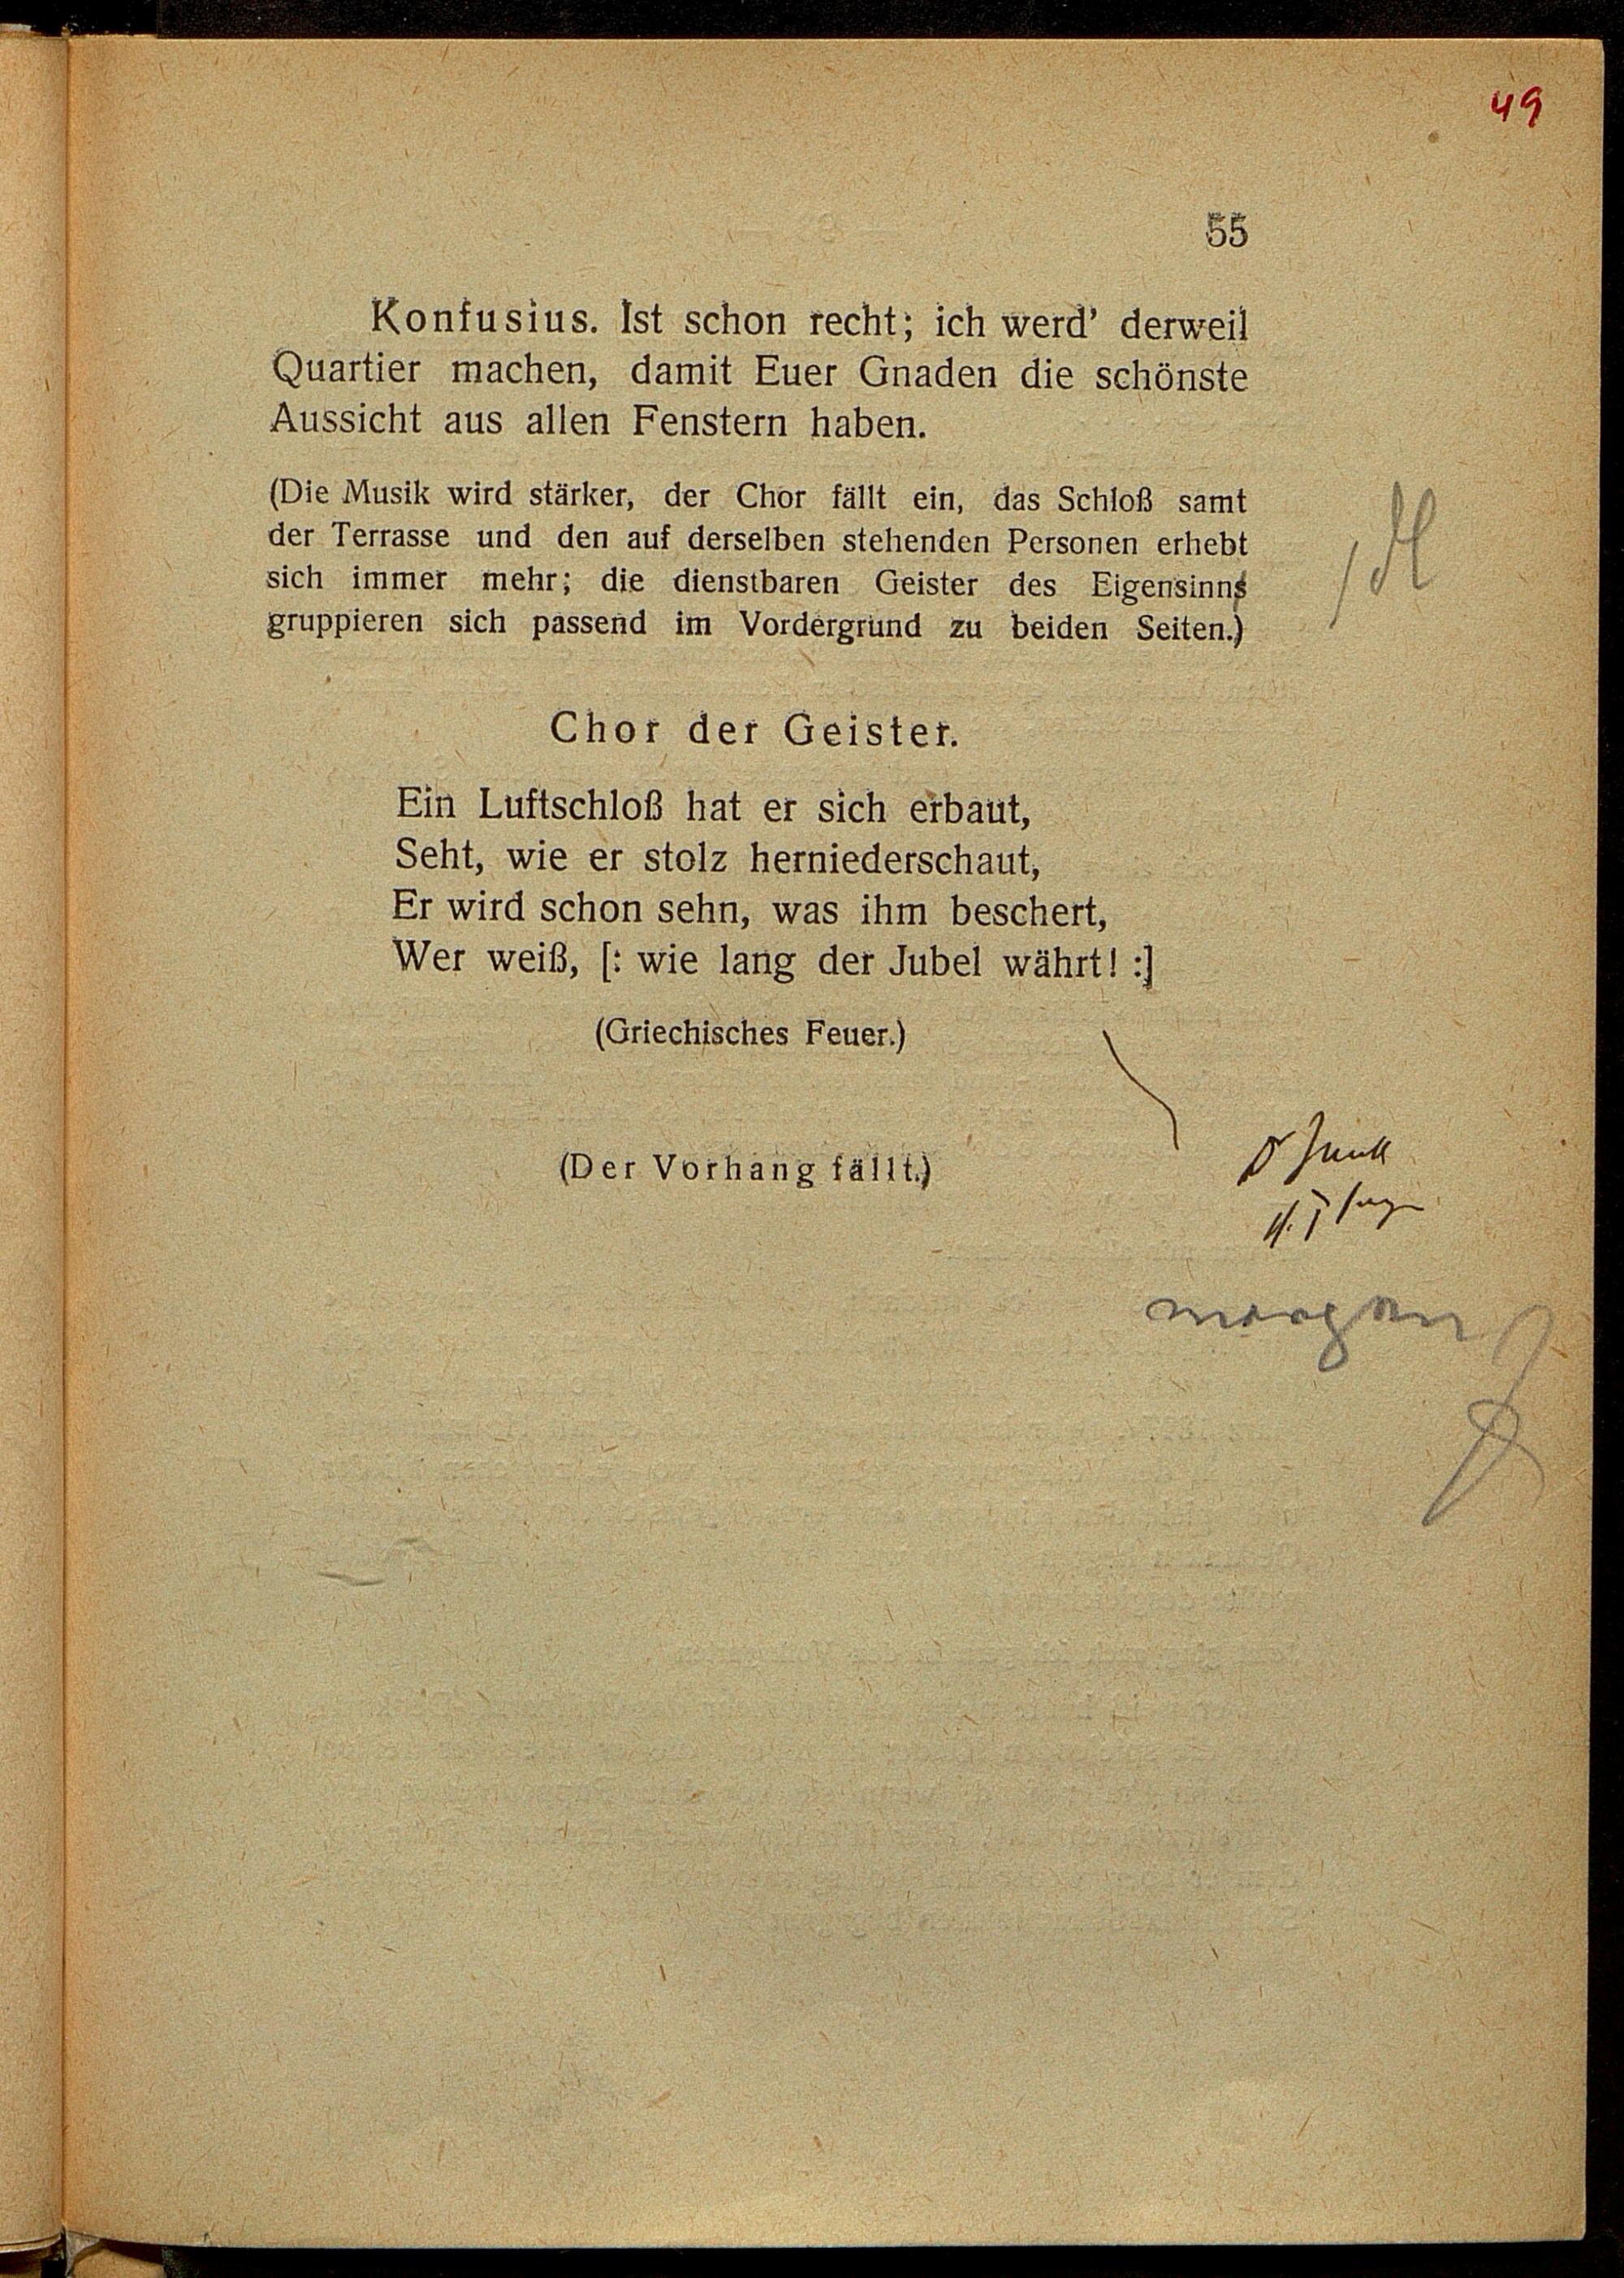 49
55
Konfusius. Ist schon recht; ich werd' derweil
Quartier machen, damit Euer Gnaden die schönste
Aussicht aus allen Fenstern haben.
(Die Musik wird stärker, der Chor fällt ein, das Schloß samt
der Terrasse und den auf derselben stehenden Personen erhebt
sich immer mehr; die dienstbaren Geister des Eigensinns
gruppieren sich passend im Vordergrund zu beiden Seiten.)
Chor der Geister.
Ein Luftschloß hat er sich erbaut,
Seht, wie er stolz herniederschaut,
Er wird schon sehn, was ihm beschert,
Wer weiß, [: wie lang der Jubel währt! :]
(Griechisches Feuer.)
(Der Vorhang fällt.)